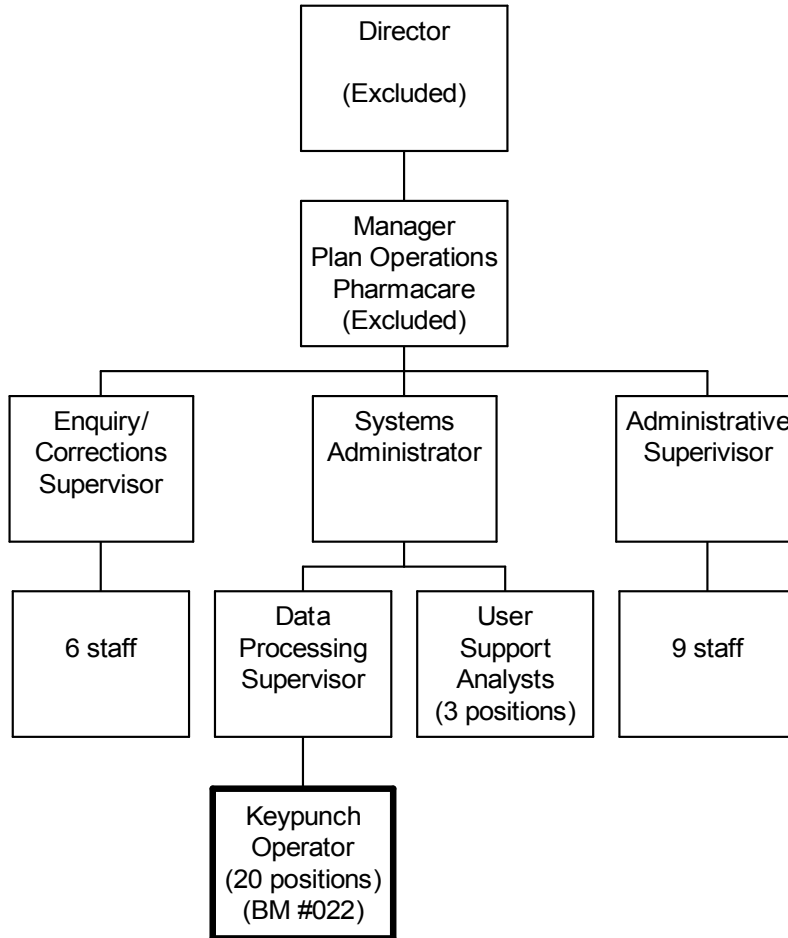 Director
(Excluded)
Manager
Plan Operations
Pharmacare
(Excluded)
Enquiry/
Corrections
Supervisor
Systems
Administrator
Administrative
Superivisor
6 staff
Data
Processing
Supervisor
User
Support
Analysts
(3 positions)
9 staff
Keypunch
Operator
(20 positions)
(BM #022)